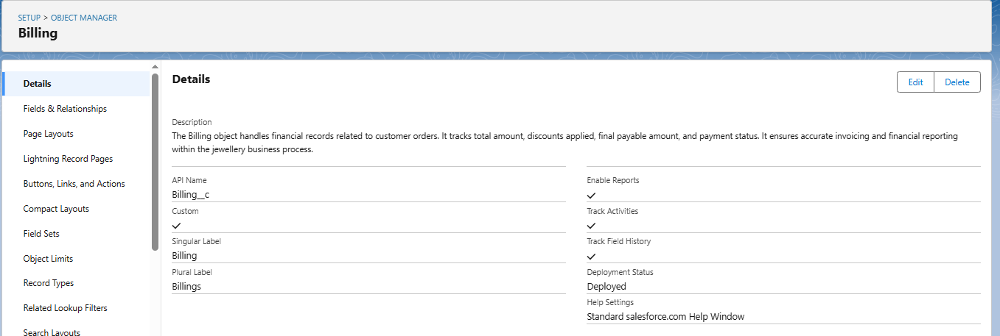 SETUP > OBJECT MANAGER
Billing
Details
Fields & Relationships
Page Layouts
Lightning Record Pages
Buttons, Links, and Actions
Compact Layouts
Field Sets
Object Limits
Record Types
Related Lookup Filters
Search Layouts
Details
Edit
Delete
Description
The Billing object handles financial records related to customer orders. It tracks total amount, discounts applied, final payable amount, and payment status. It ensures accurate invoicing and financial reporting
within the jewellery business process.
API Name
Billing__c
Custom
Singular Label
Billing
Plural Label
Billings
Enable Reports
Track Activities
Track Field History
Deployment Status
Deployed
Help Settings
Standard salesforce.com Help Window